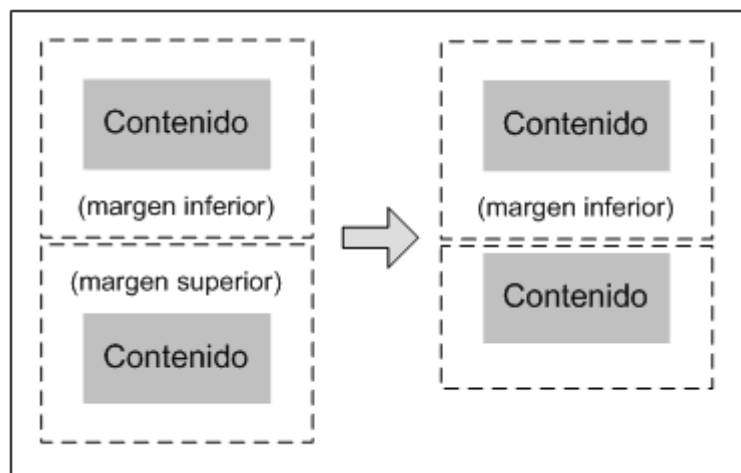 Contenido
(margen inferior)
(margen superior)
Contenido
Contenido
(margen inferior)
Contenido